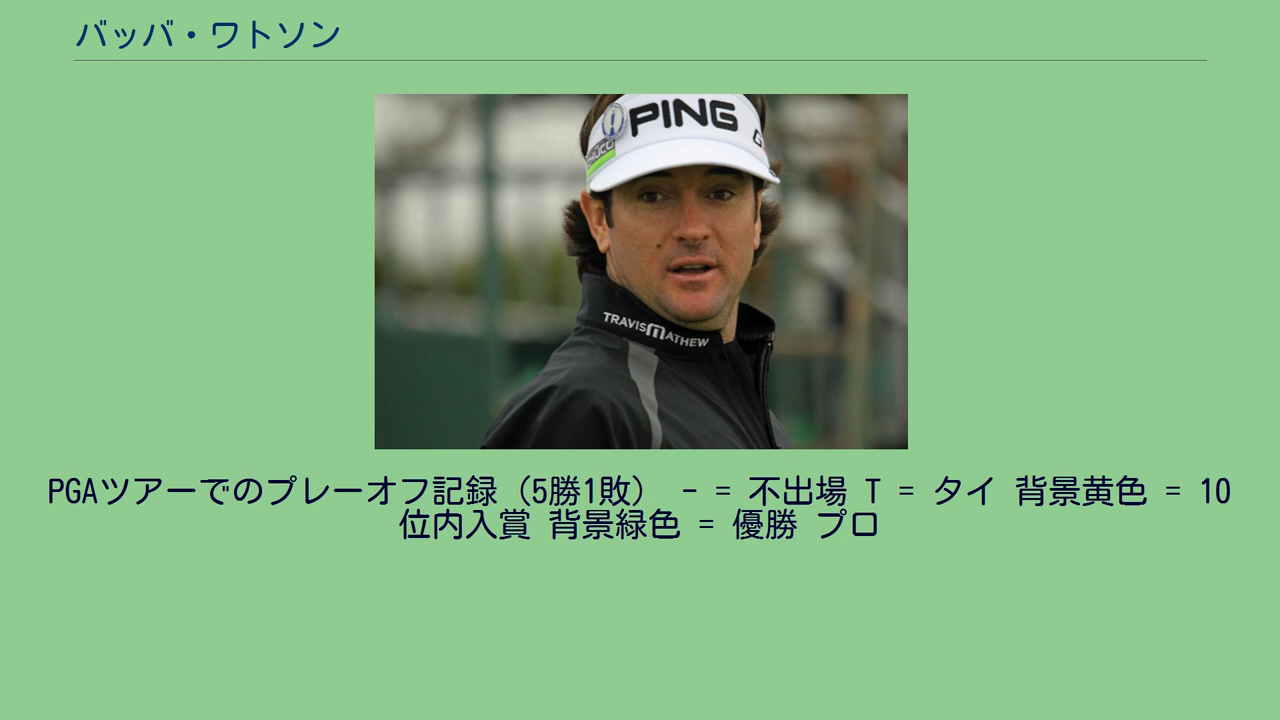 バッバ・ワトソン
PING
TRAVISMATHEW
PGAツアーでのプレーオフ記録（5勝1敗） - = 不出場 T = タイ 背景黄色 = 10
位内入賞 背景緑色 = 優勝 プロ